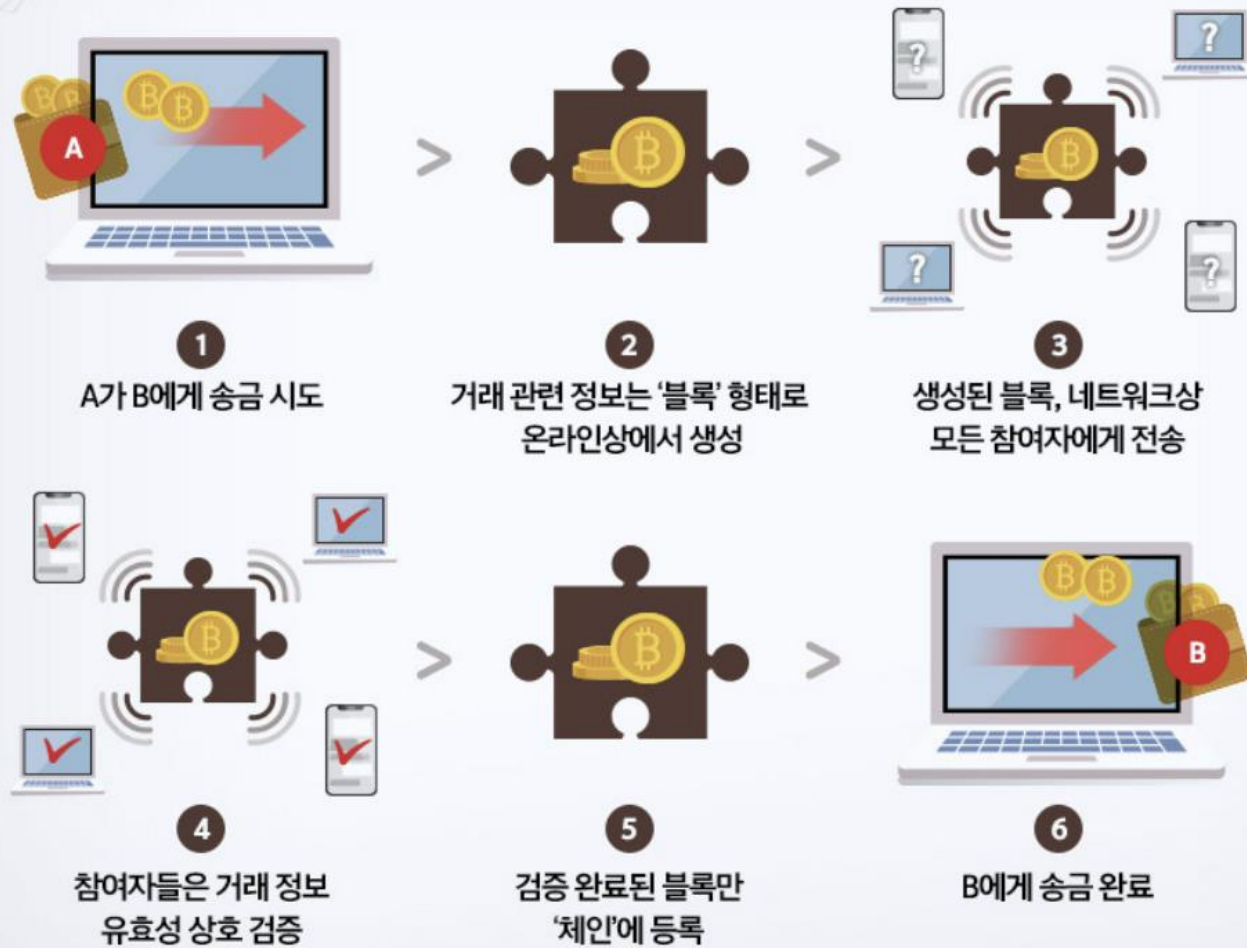 A
1
A가 B에게 송금 시도
2
거래 관련 정보는 ‘블록’ 형태로
온라인상에서 생성
?
?
?
?
3
생성된 블록, 네트워크상
모든 참여자에게 전송
4
참여자들은 거래 정보
유효성 상호 검증
5
검증 완료된 블록만
‘체인’에 등록
B
6
B에게 송금 완료